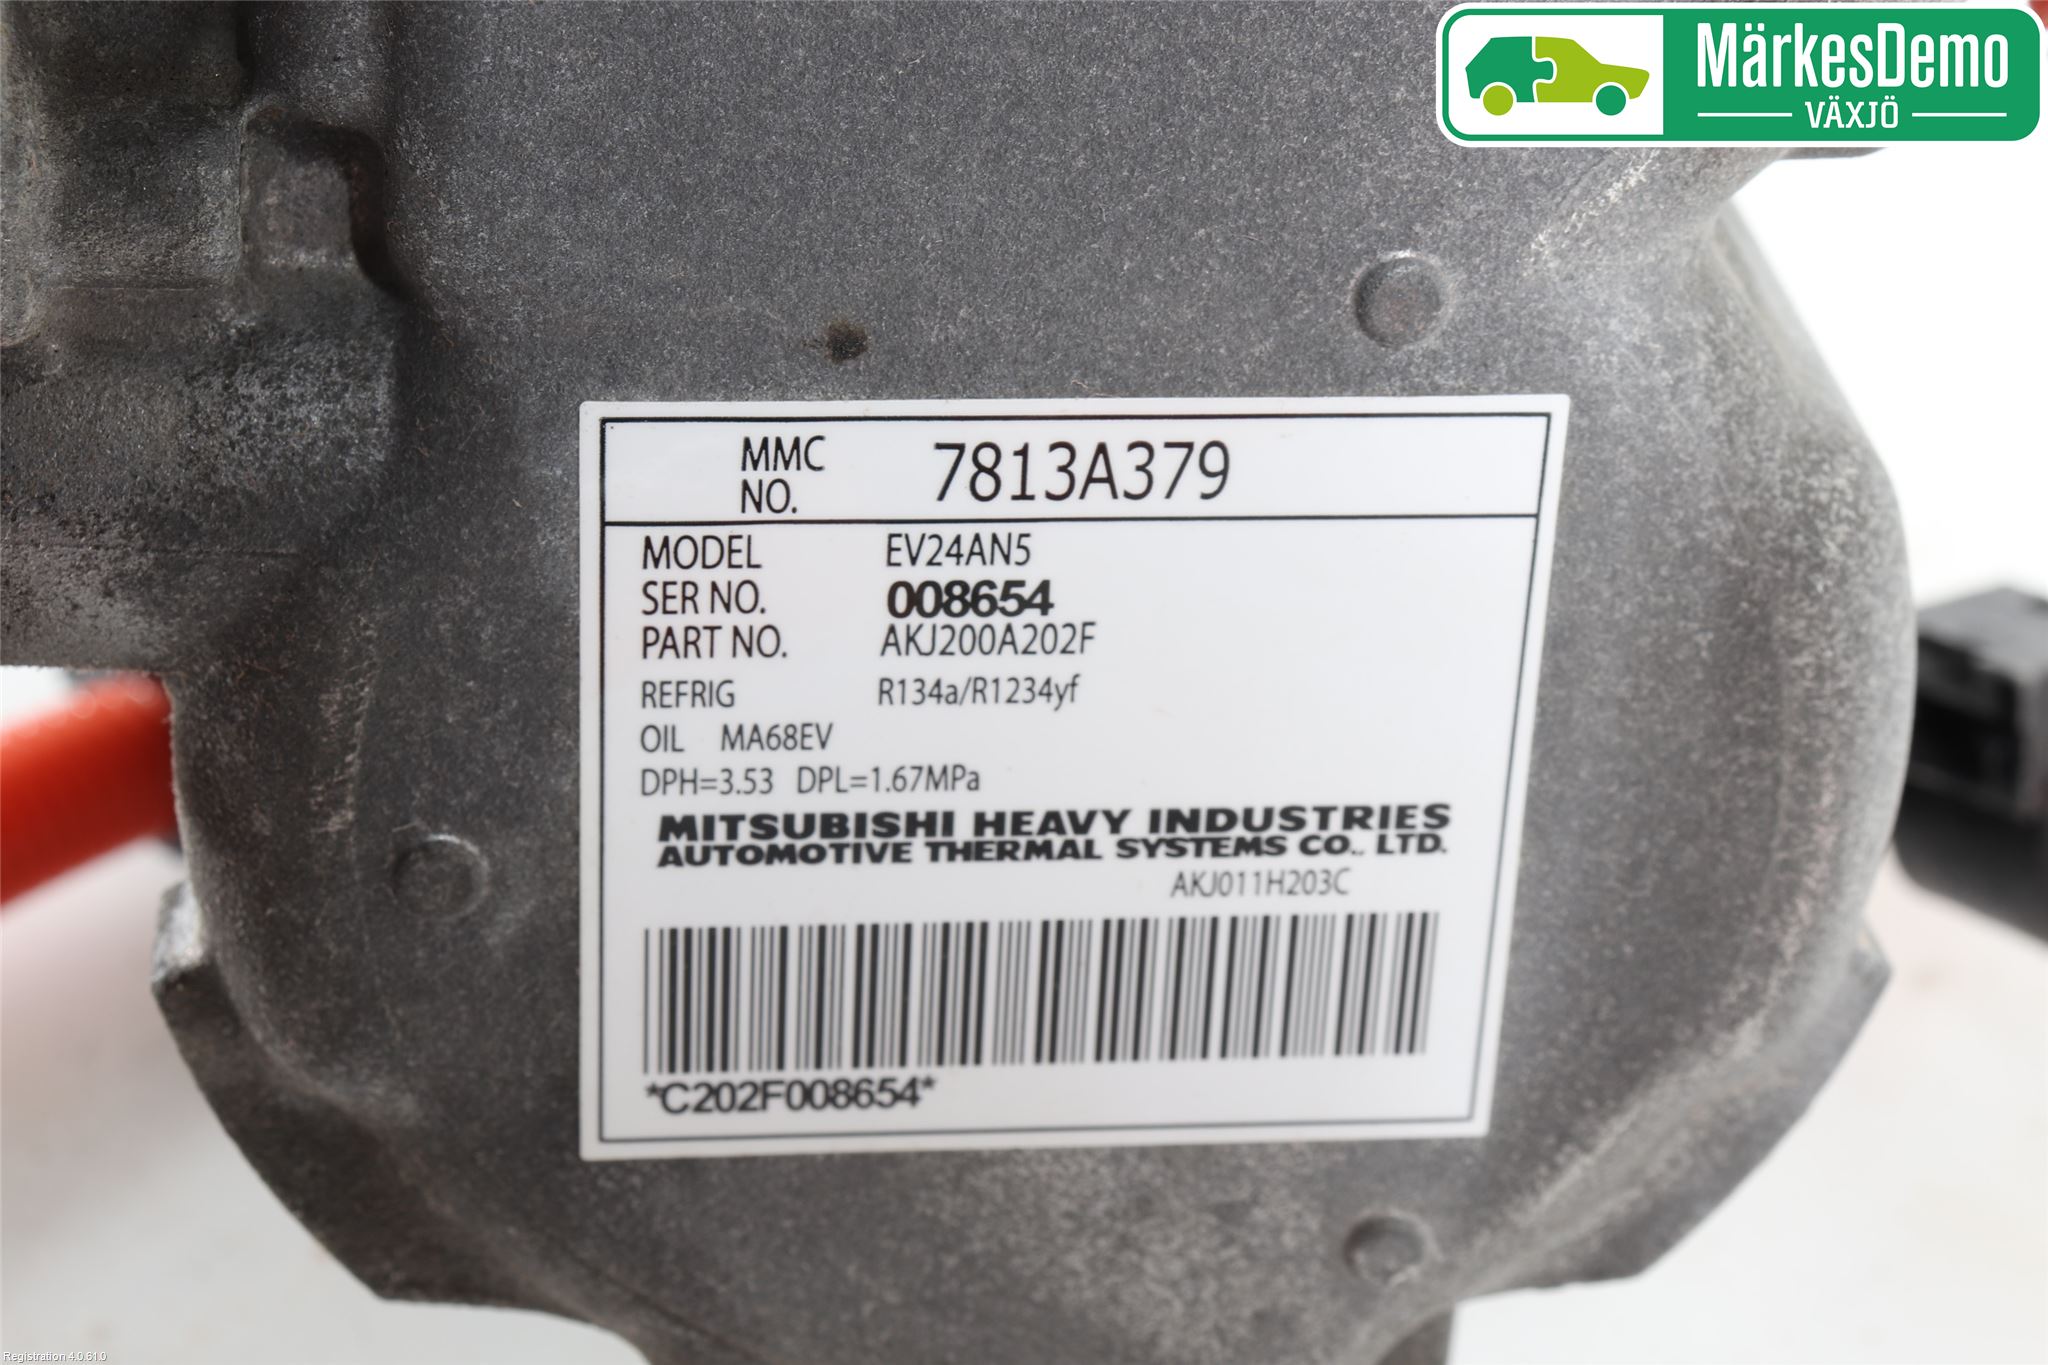 MärkesDemo
VÄXJÖ
MMC NO. 7813A379
MODEL EV24AN5
SER NO. 008654
PART NO. AKJ200A202F
REFRIG R134a/R1234yf
OIL MA68EV
DPH=3.53 DPL=1.67MPa
MITSUBISHI HEAVY INDUSTRIES
AUTOMOTIVE THERMAL SYSTEMS CO., LTD.
AKJ011H203C
*C202F008654*
Registration 4.0.61.0